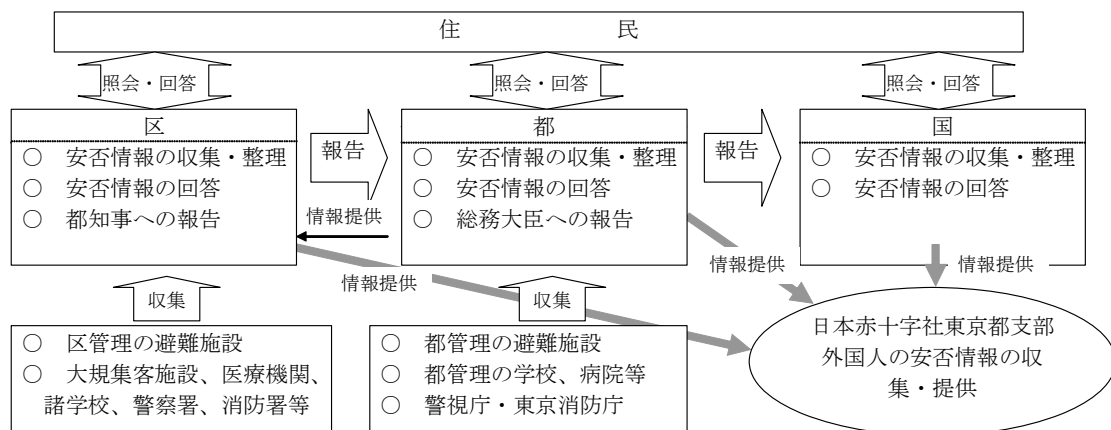 住　　　　　　　民
照会・回答
照会・回答
照会・回答
区
○　安否情報の収集・整理
○　安否情報の回答
○　都知事への報告
報告
都
○　安否情報の収集・整理
○　安否情報の回答
○　総務大臣への報告
報告
国
○　安否情報の収集・整理
○　安否情報の回答
情報提供
情報提供
情報提供
情報提供
収集
収集
○　区管理の避難施設
○　大規集客施設、医療機関、
諸学校、警察署、消防署等
○　都管理の避難施設
○　都管理の学校、病院等
○　警視庁・東京消防庁
日本赤十字社東京都支部
外国人の安否情報の収
集・提供